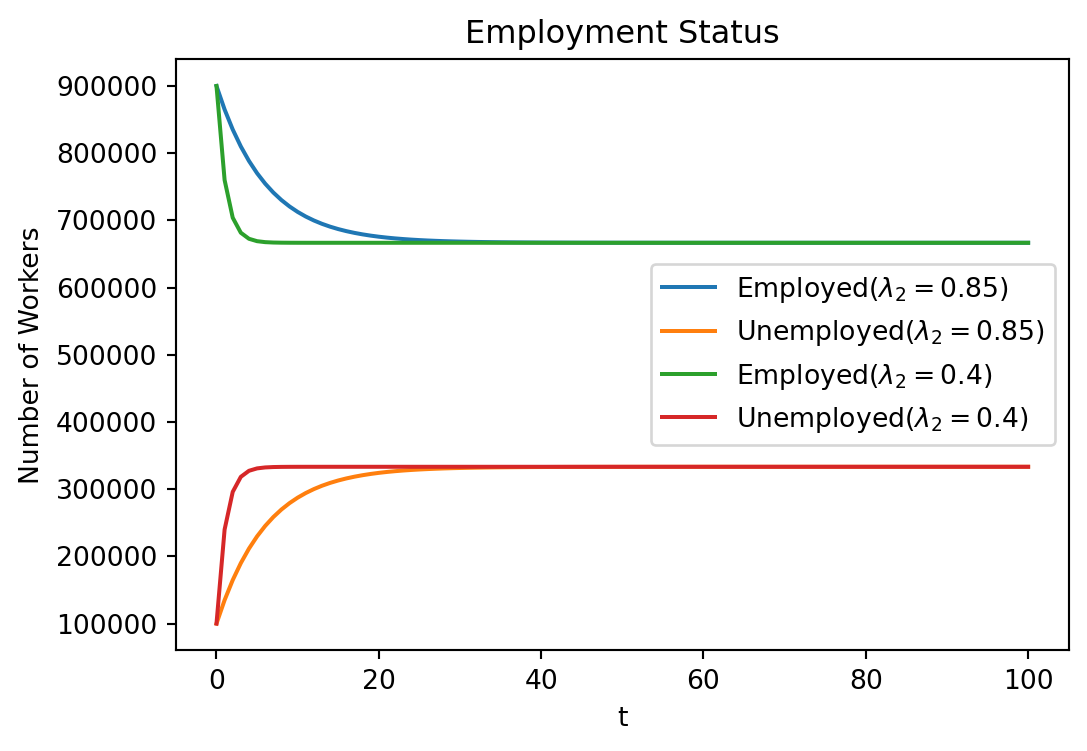 Employment Status
900000
800000
700000
600000
500000
400000
300000
200000
100000
Number of Workers
Employed(λ₂ = 0.85)
Unemployed(λ₂ = 0.85)
Employed(λ₂ = 0.4)
Unemployed(λ₂ = 0.4)
0 20 40 60 80 100
t